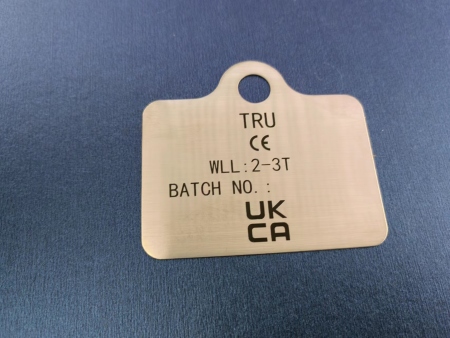 TRU
CE
WLL:2-3T
BATCH NO.:
UK
CA